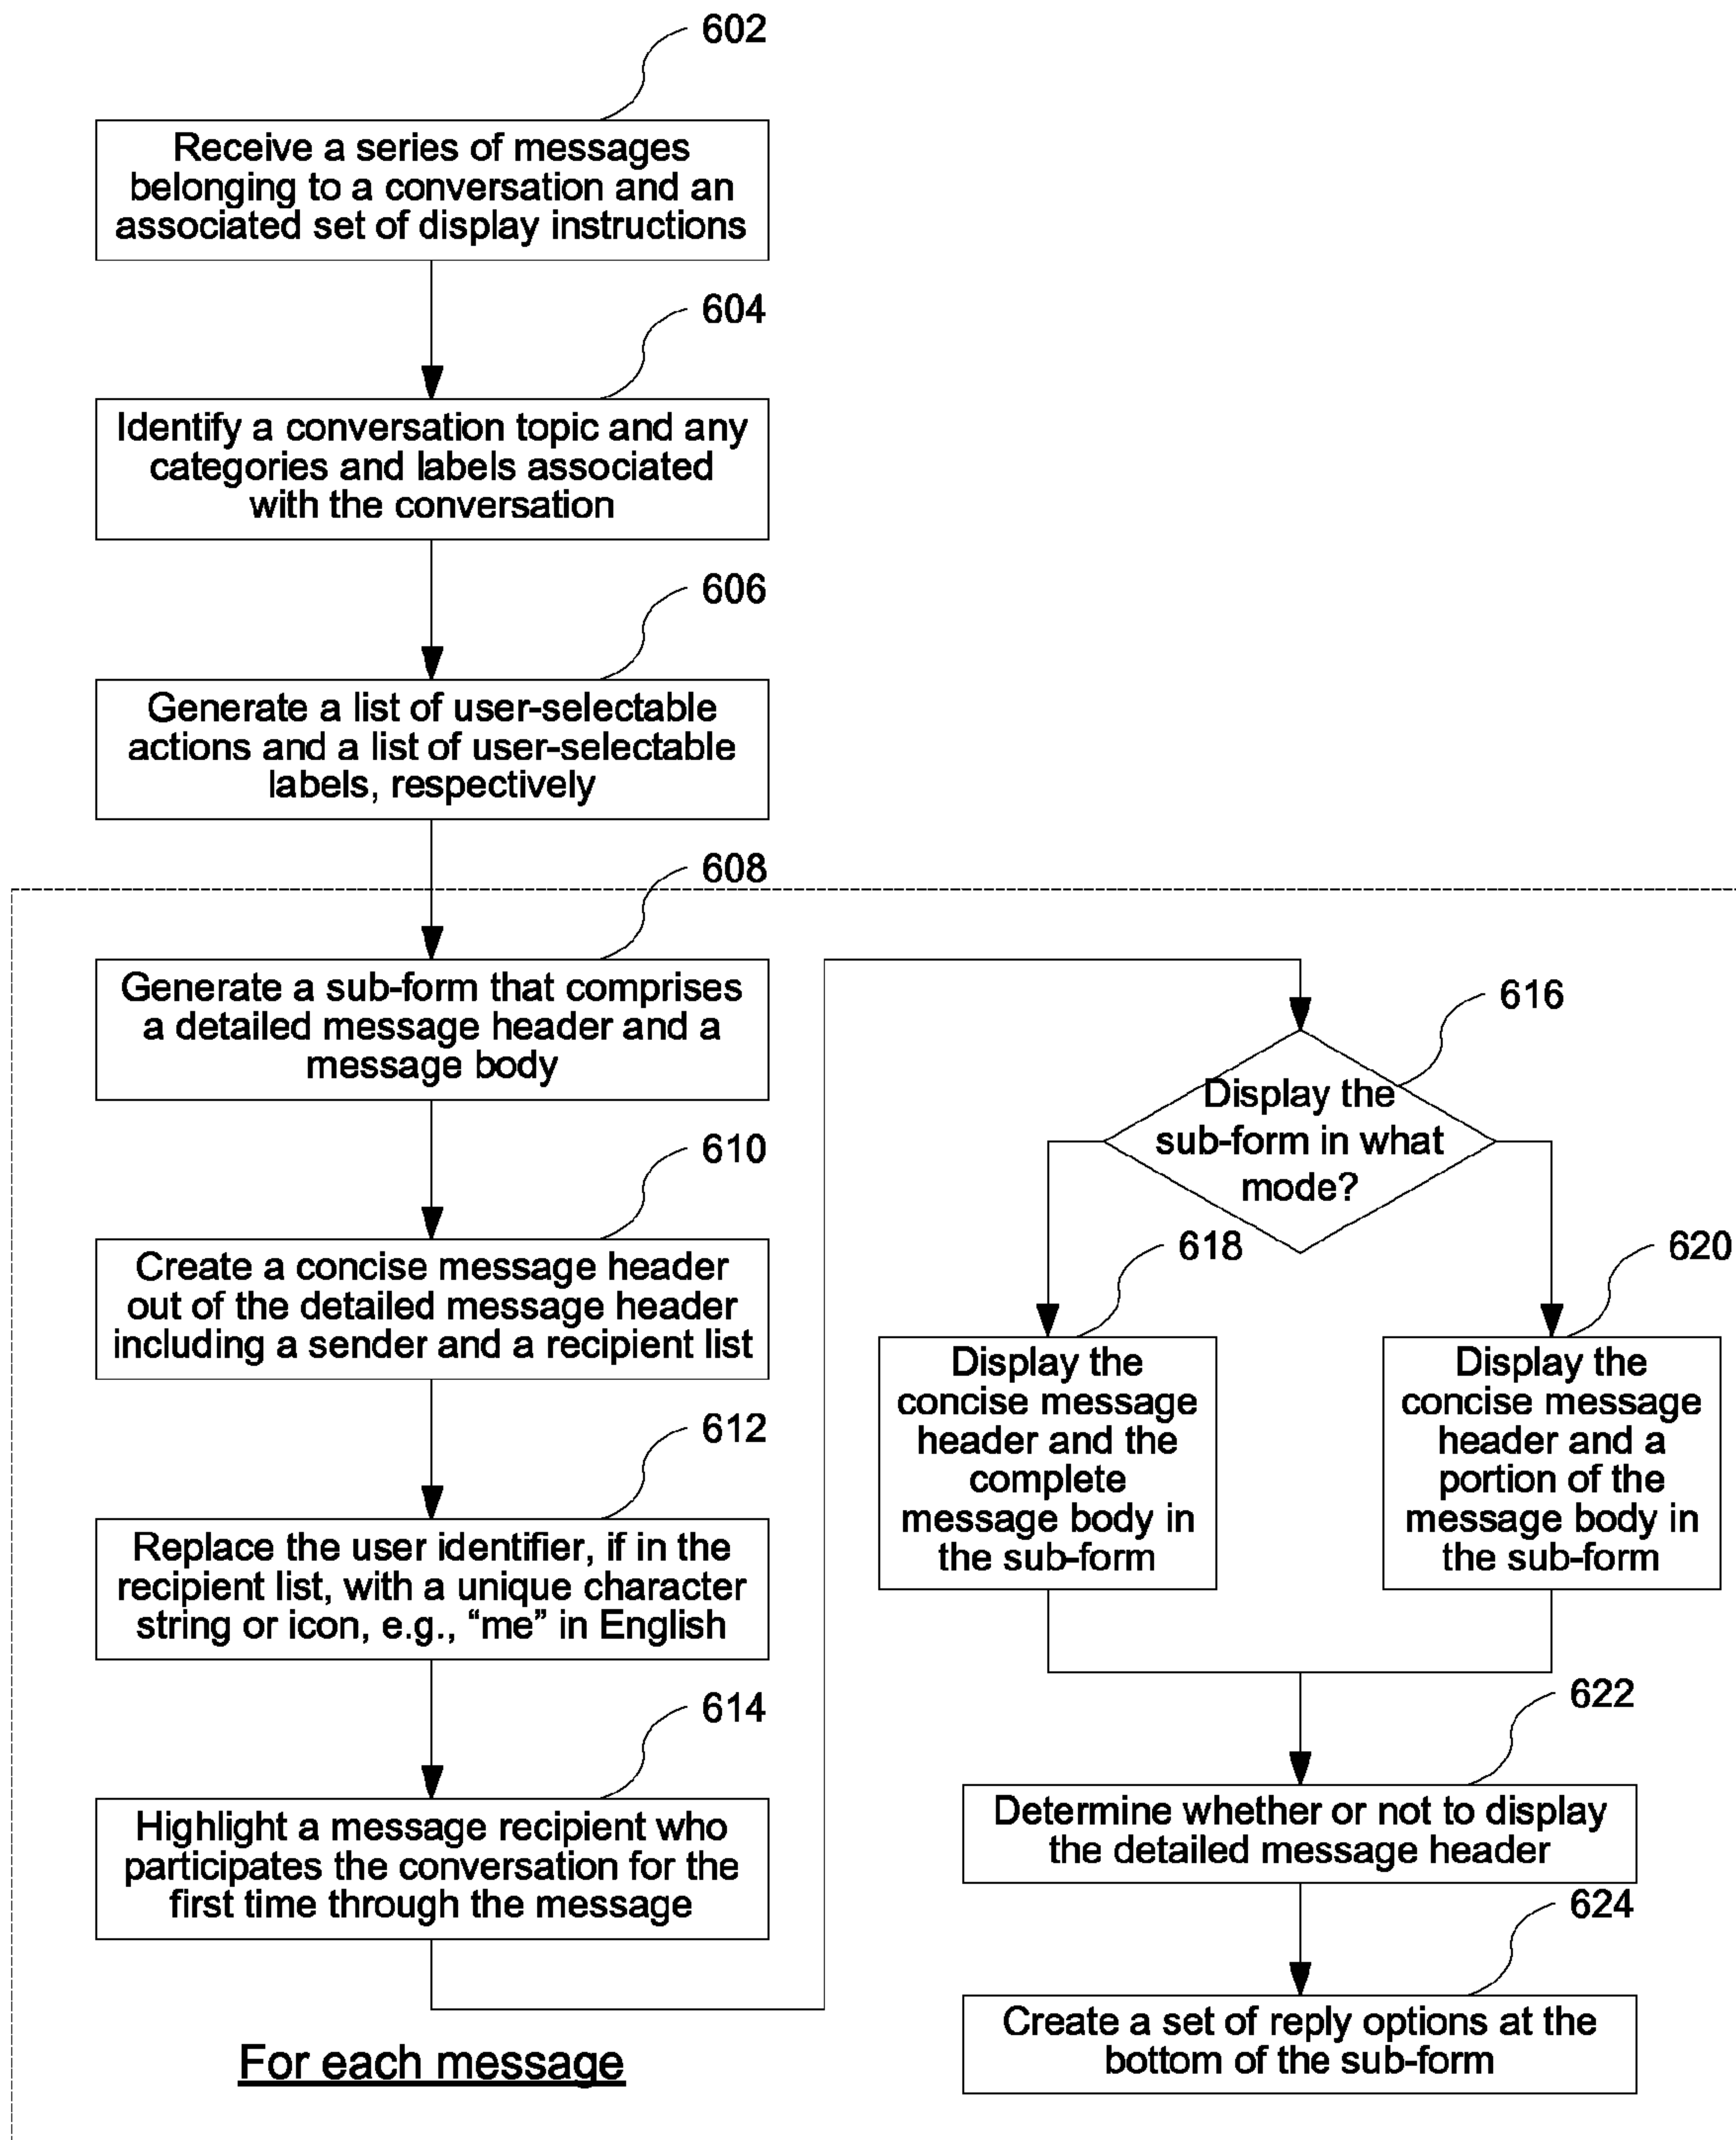 602
Receive a series of messages
belonging to a conversation and an
associated set of display instructions
604
Identify a conversation topic and any
categories and labels associated
with the conversation
606
Generate a list of user-selectable
actions and a list of user-selectable
labels, respectively
608
Generate a sub-form that comprises
a detailed message header and a
message body
610
Create a concise message header
out of the detailed message header
including a sender and a recipient list
612
Replace the user identifier, if in the
recipient list, with a unique character
string or icon, e.g., “me” in English
614
Highlight a message recipient who
participates the conversation for the
first time through the message
For each message
616
Display the
sub-form in what
mode?
618
Display the
concise message
header and the
complete
message body in
the sub-form
620
Display the
concise message
header and a
portion of the
message body in
the sub-form
622
Determine whether or not to display
the detailed message header
624
Create a set of reply options at the
bottom of the sub-form